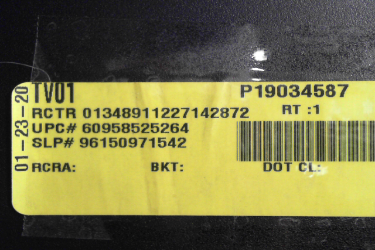 01-23-20
TV01
P19034587
RCTR 01348911227142872
RT :1
UPC# 60958525264
SLP# 96150971542
RCRA:
BKT:
DOT CL: